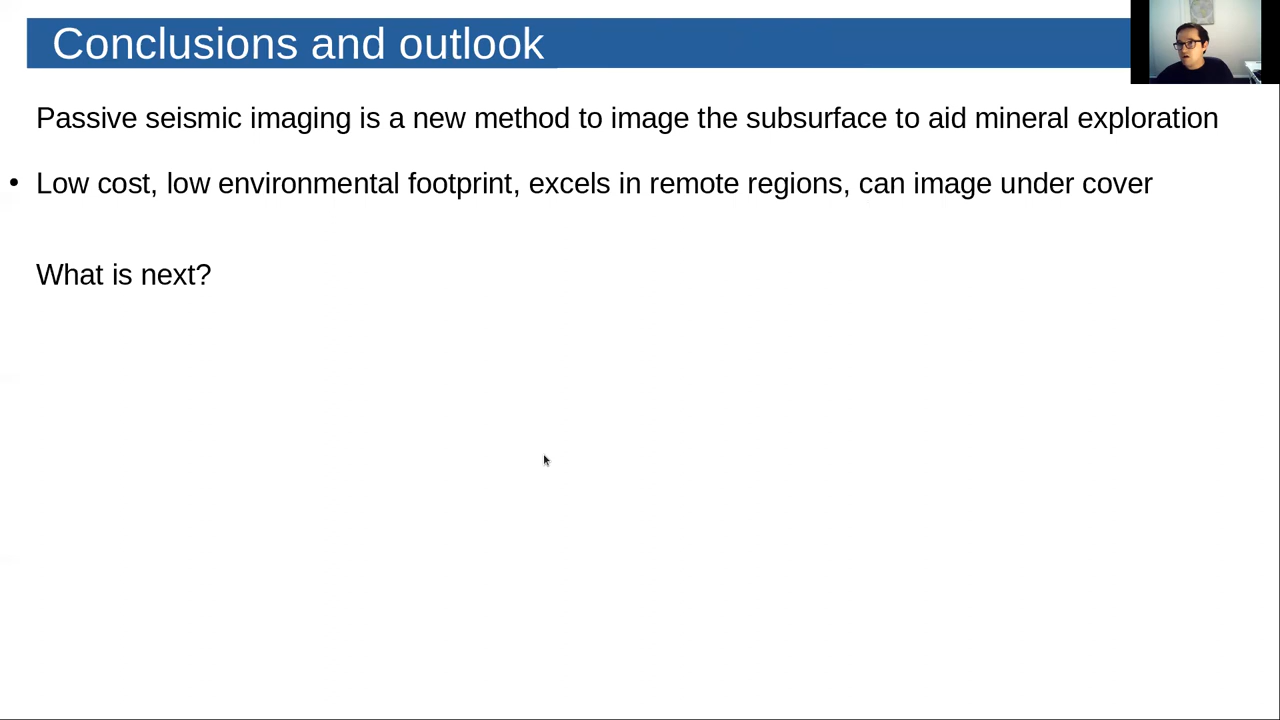 Conclusions and outlook
Passive seismic imaging is a new method to image the subsurface to aid mineral exploration
• Low cost, low environmental footprint, excels in remote regions, can image under cover
What is next?